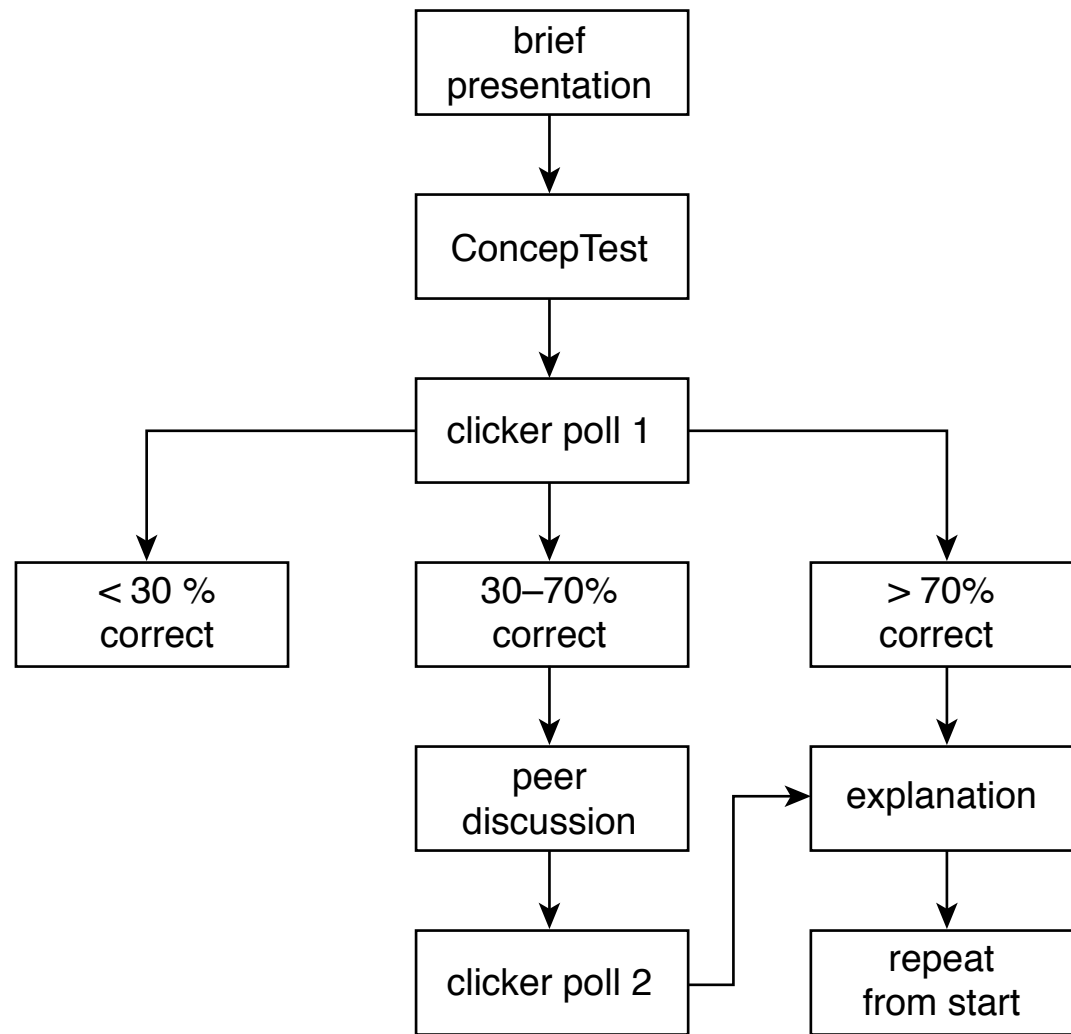 brief
presentation
ConcepTest
clicker poll 1
< 30 %
correct
30–70%
correct
> 70%
correct
peer
discussion
explanation
clicker poll 2
repeat
from start